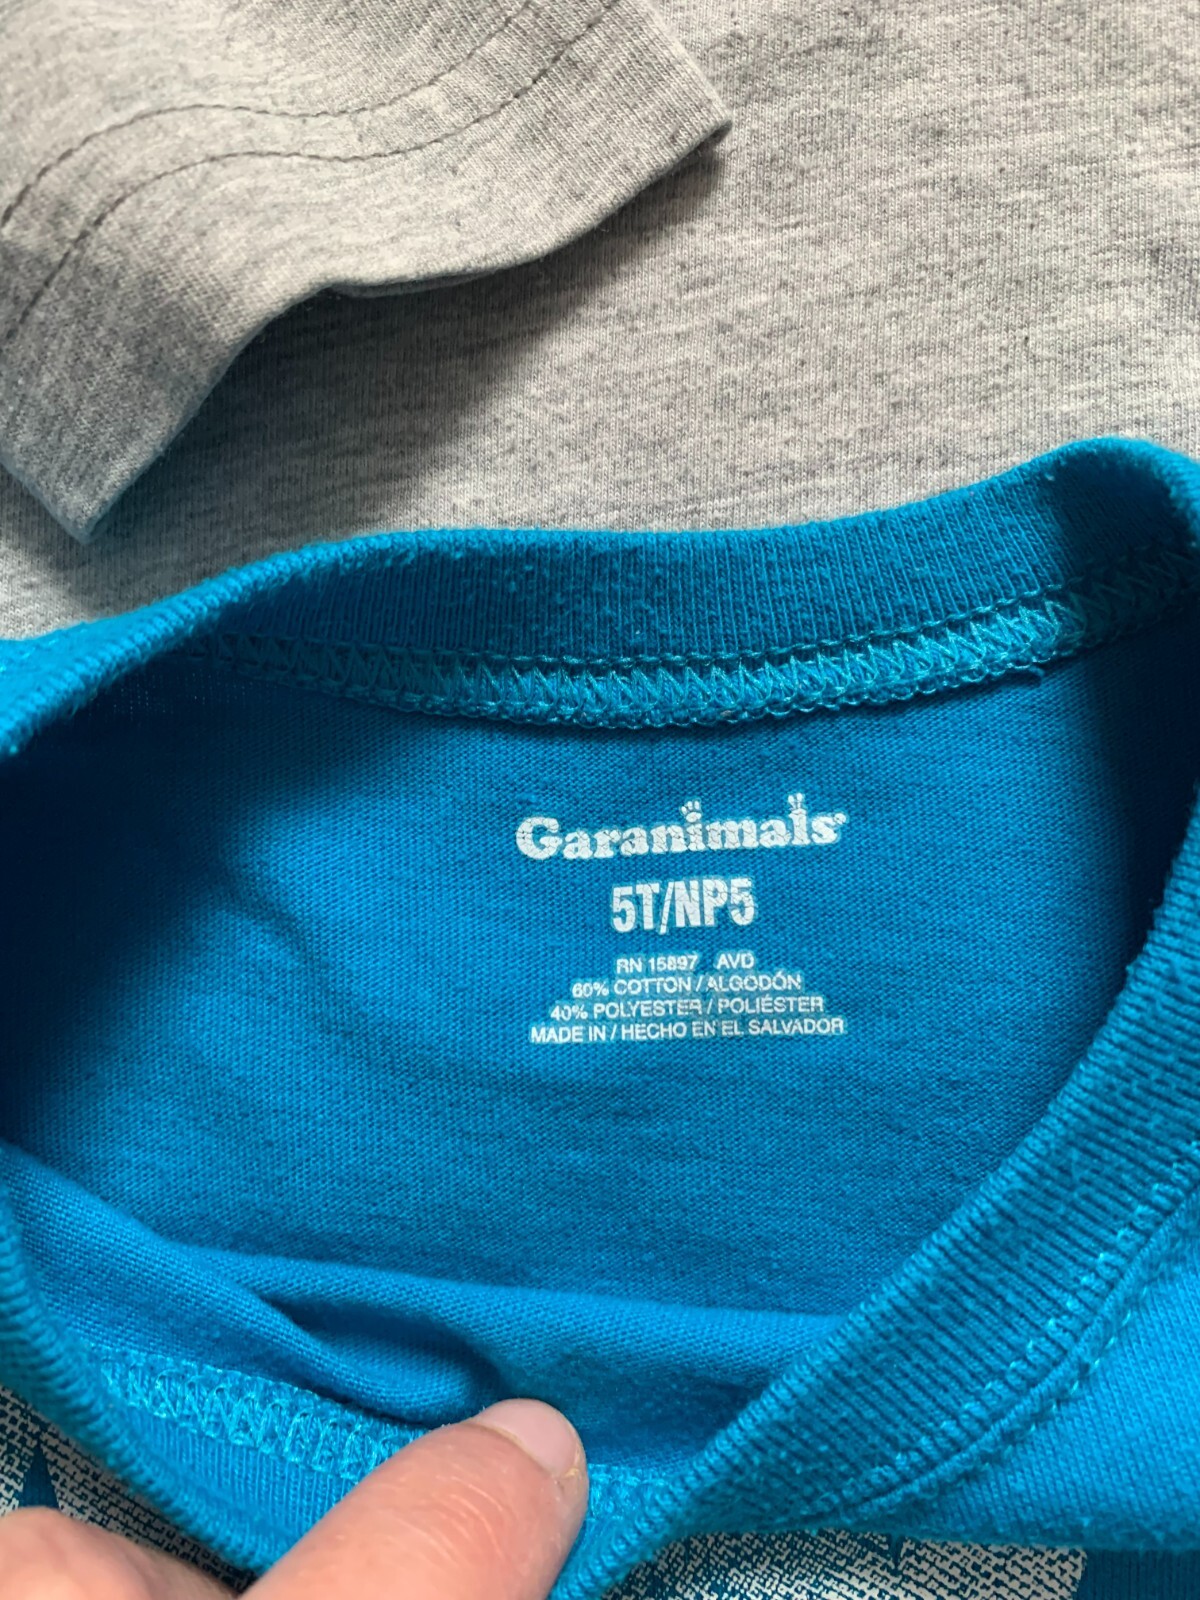 Garanimals
5T/NP5
RN 15897 AVD
60% COTTON / ALGODÓN
40% POLYESTER / POLIÉSTER
MADE IN / HECHO EN EL SALVADOR